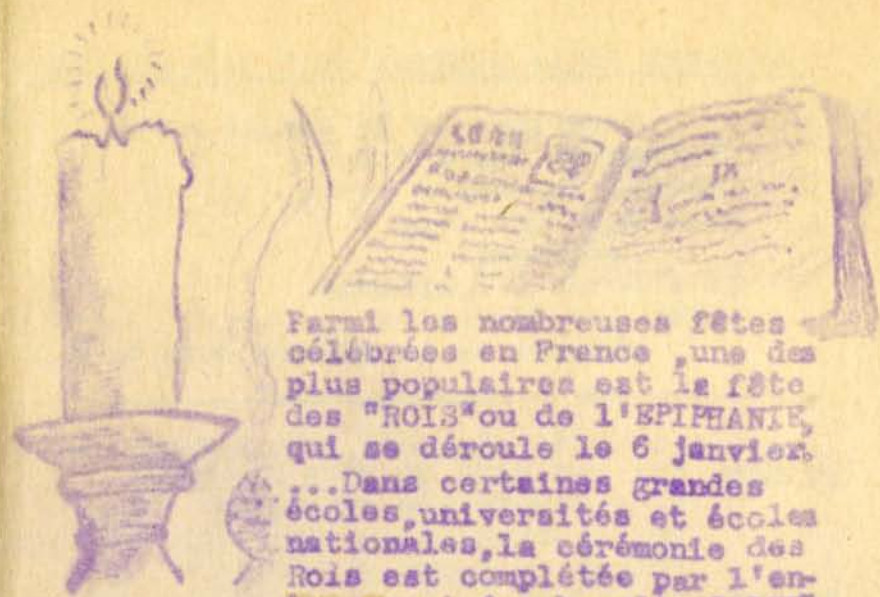 Parmi les nombreuses fêtes
célébrées en France ,une des
plus populaires est la fête
des "ROIS"ou de l'EPIPHANIE,
qui se déroule le 6 janvier.
...Dans certaines grandes
écoles,universités et écoles
nationales,la cérémonie des
Rois est complétée par l'en-